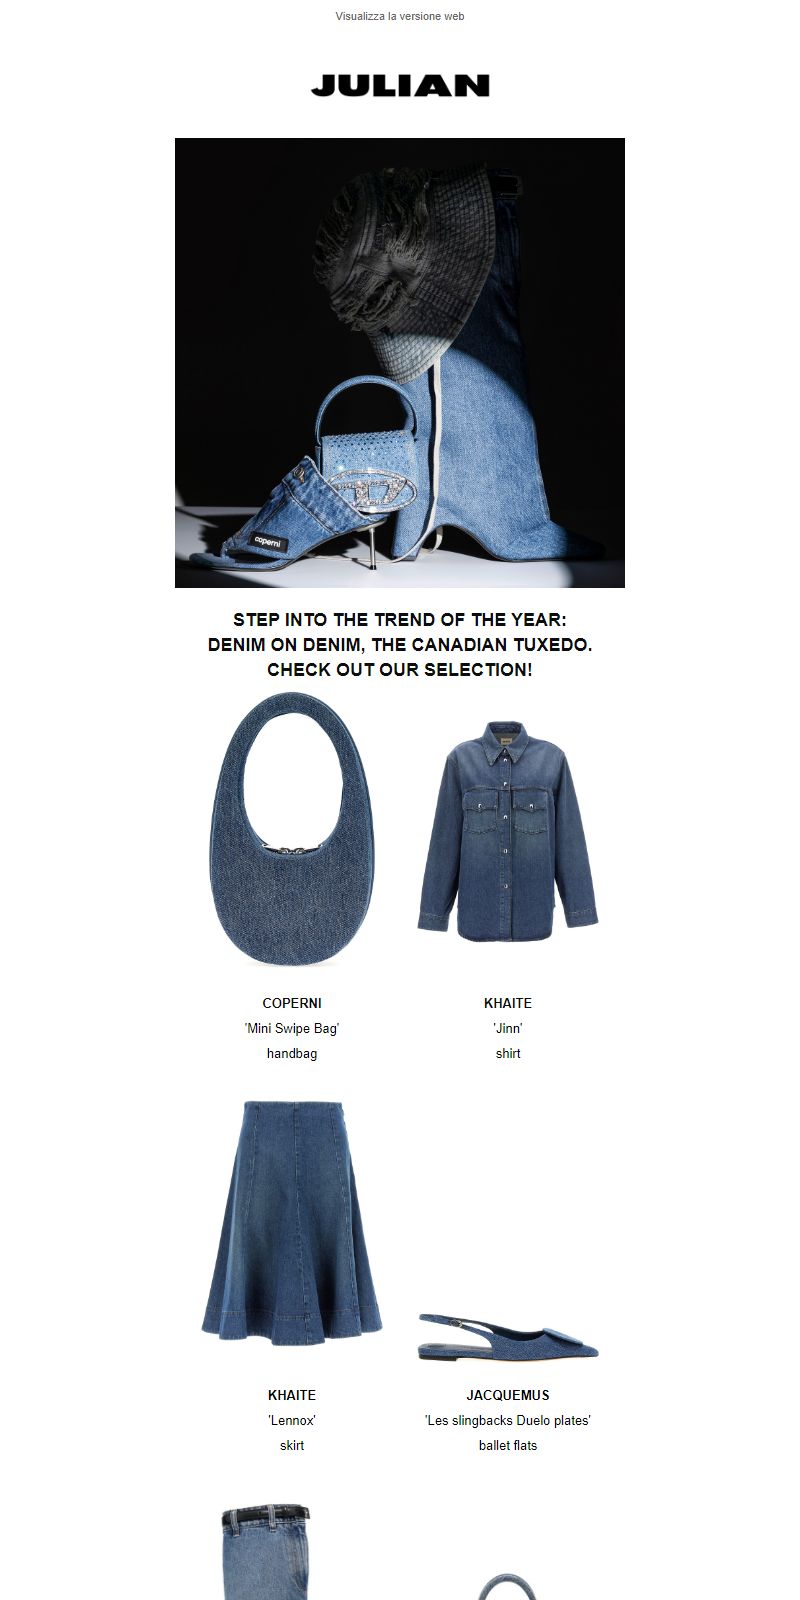 Visualizza la versione web
JULIAN
coperni
STEP INTO THE TREND OF THE YEAR:
DENIM ON DENIM, THE CANADIAN TUXEDO.
CHECK OUT OUR SELECTION!
COPERNI
'Mini Swipe Bag'
handbag
KHAITE
'Jinn'
shirt
KHAITE
'Lennox'
skirt
JACQUEMUS
'Les slingbacks Duelo plates'
ballet flats